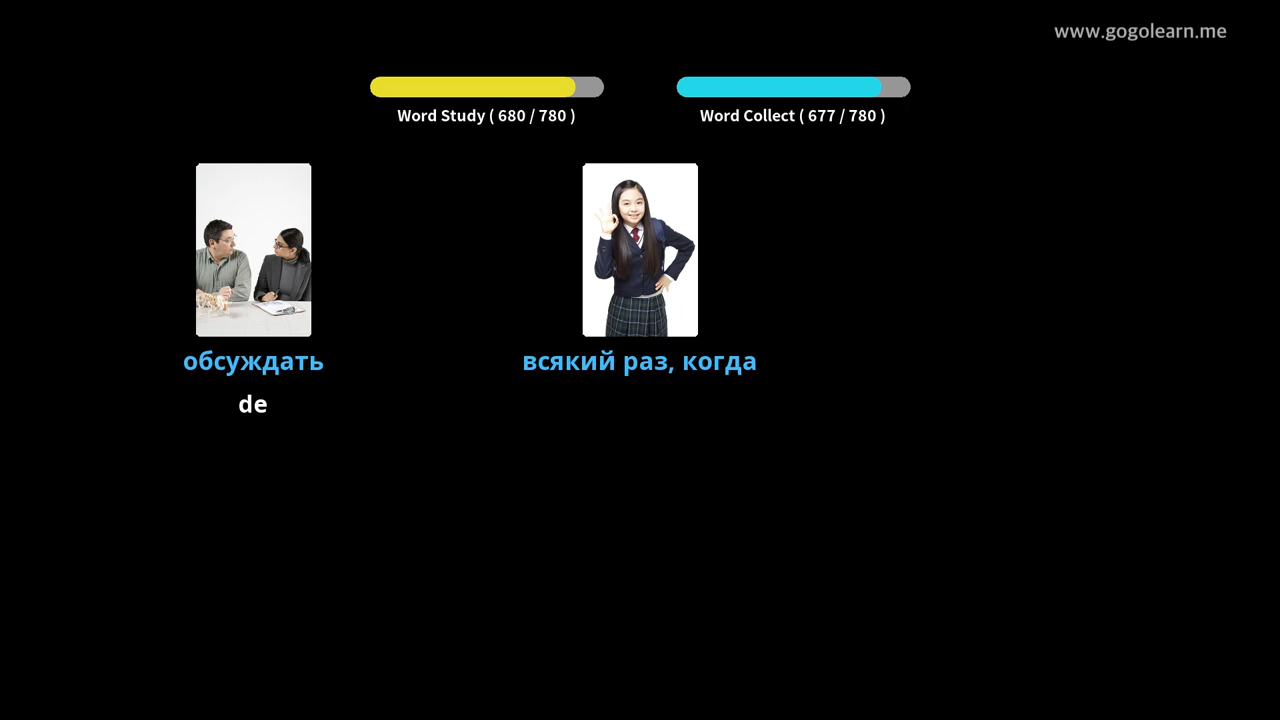 www.gogolearn.me
Word Study ( 680 / 780 )
Word Collect ( 677 / 780 )
обсуждать
всякий раз, когда
de